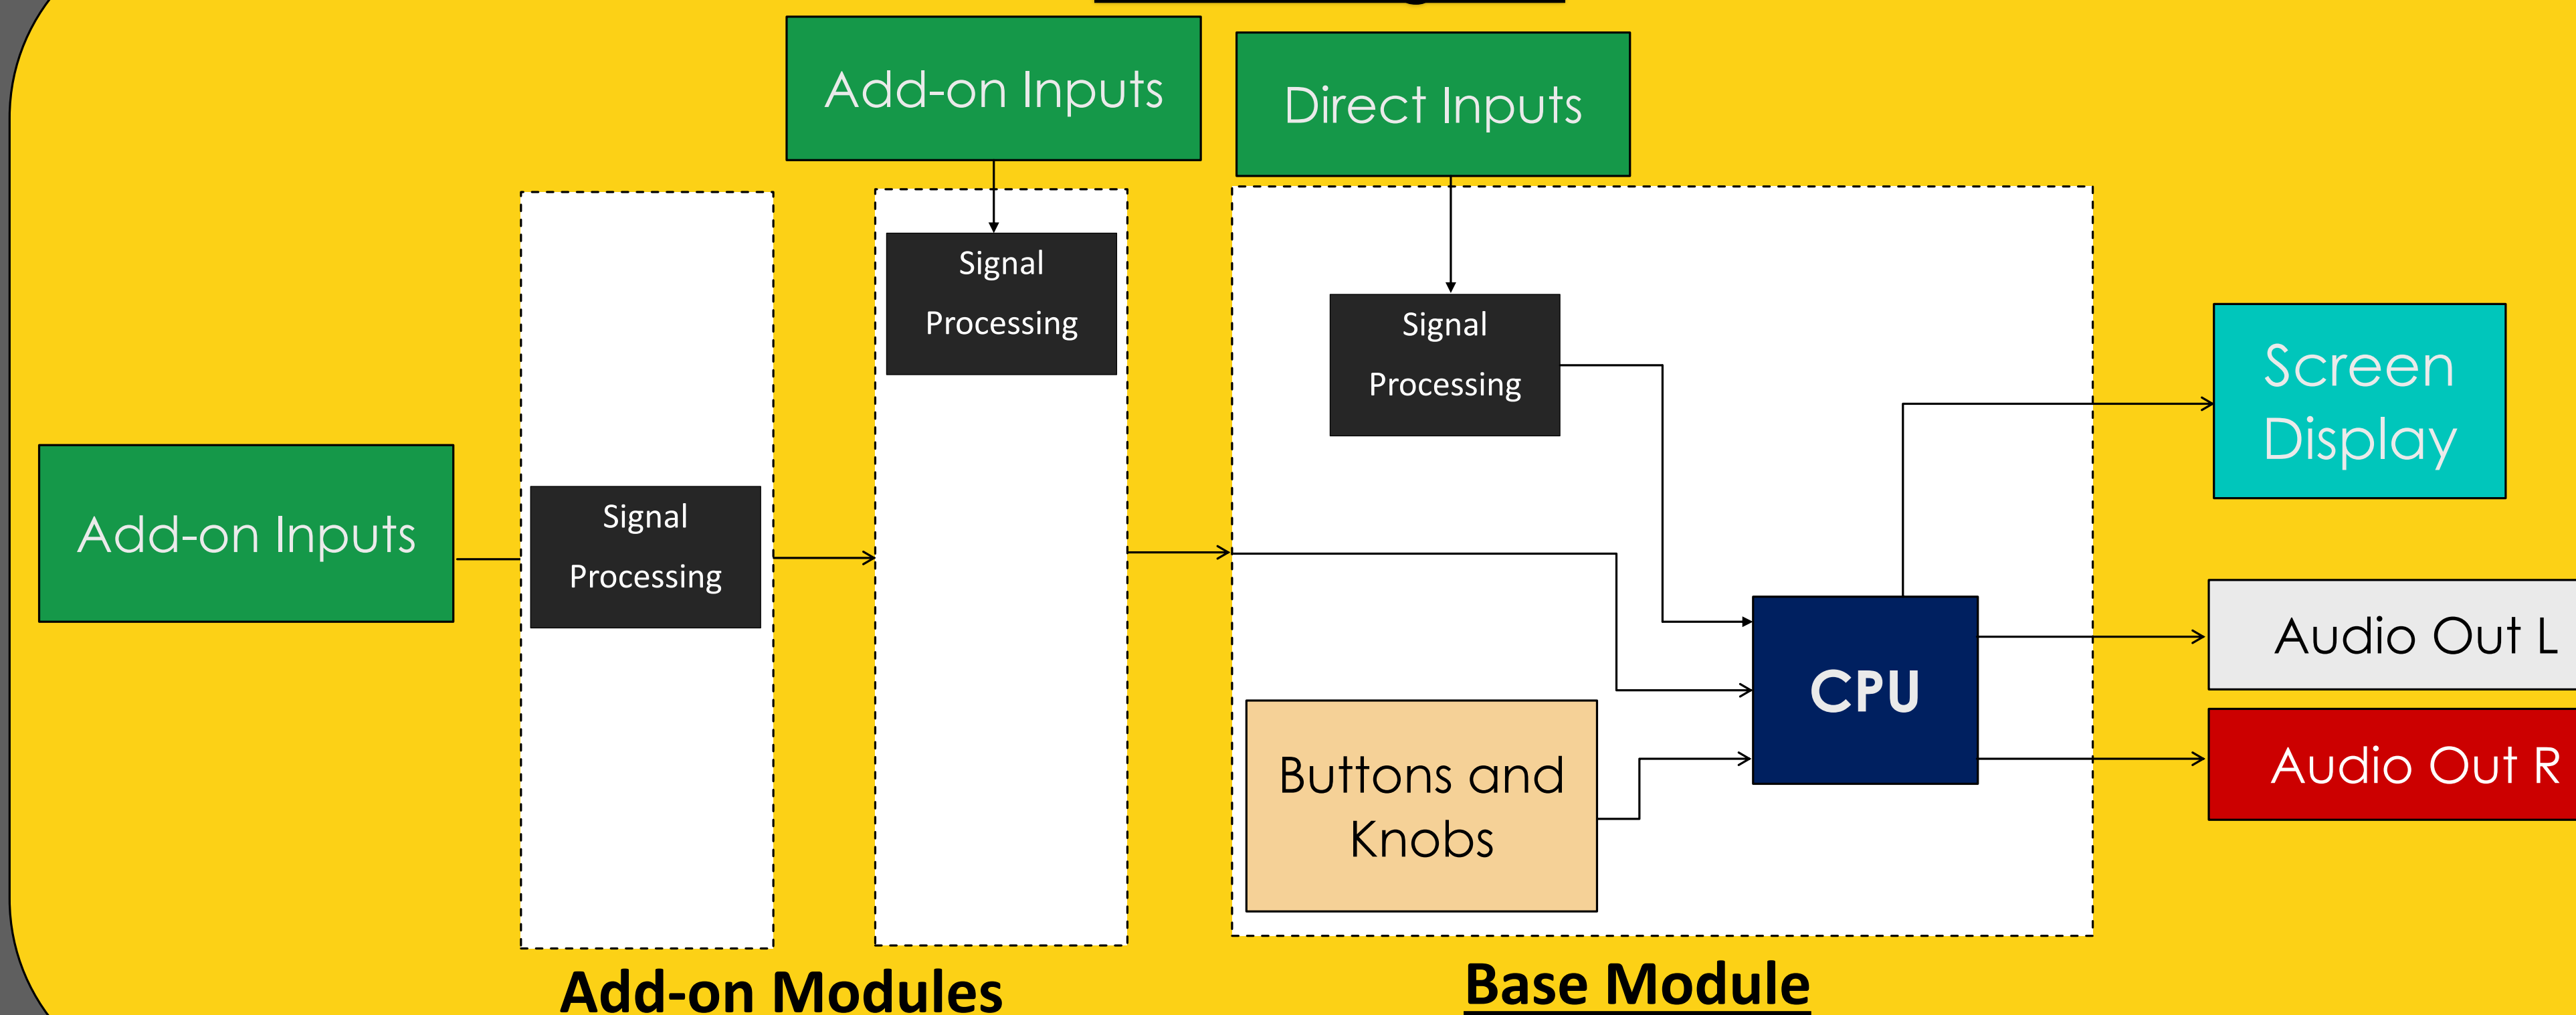 Add-on Inputs
Direct Inputs
Signal
Processing
Signal
Processing
Screen
Display
Add-on Inputs
Signal
Processing
Audio Out L
CPU
Audio Out R
Buttons and
Knobs
Add-on Modules
Base Module